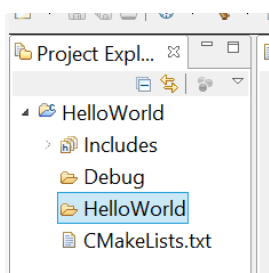 Project Expl...
HelloWorld
Includes
Debug
HelloWorld
CMakeLists.txt